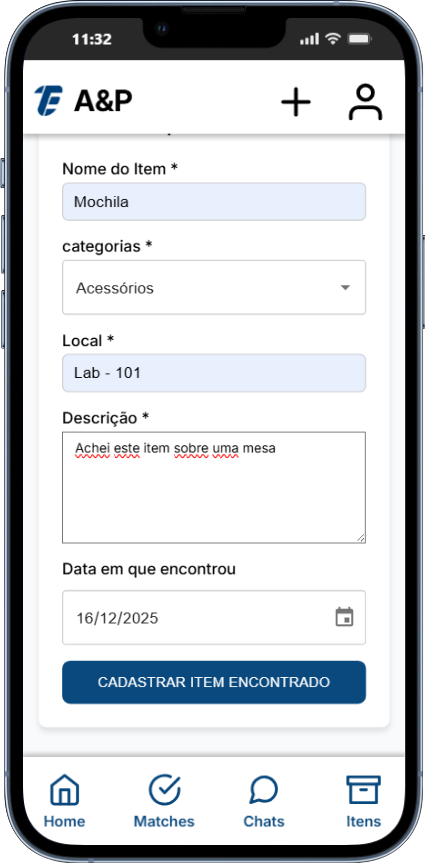 11:32
A&P
Nome do Item *
Mochila
categorias *
Acessórios
Local *
Lab - 101
Descrição *
Achei este item sobre uma mesa
Data em que encontrou
16/12/2025
CADASTRAR ITEM ENCONTRADO
Home
Matches
Chats
Itens